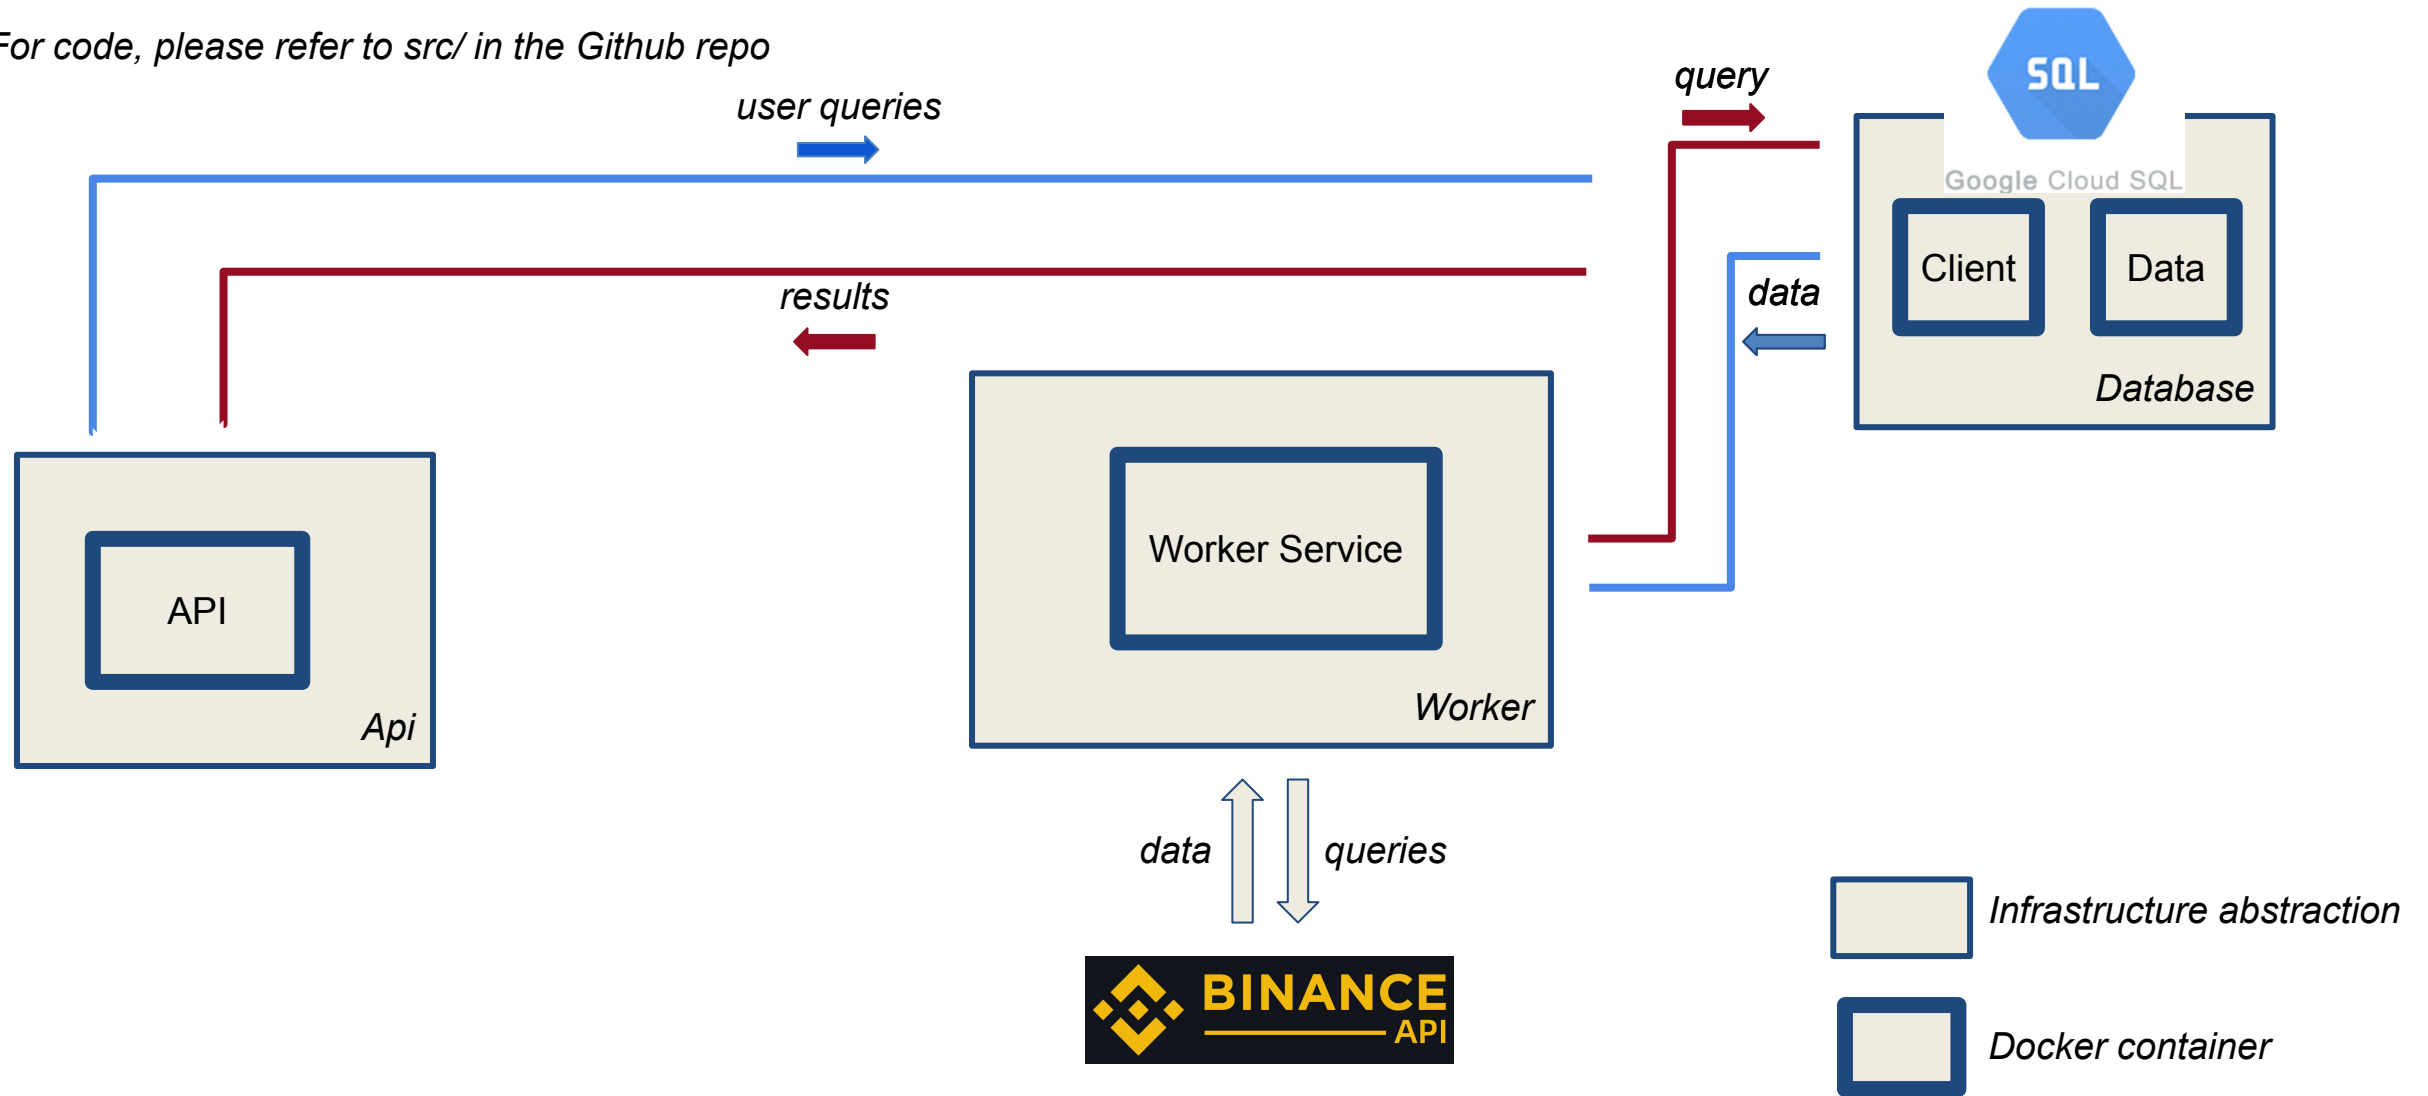 For code, please refer to src/ in the Github repo
user queries
query
SQL
Google Cloud SQL
Client
Data
results
data
Database
Worker Service
API
Worker
Api
data
queries
Infrastructure abstraction
BINANCE
API
Docker container